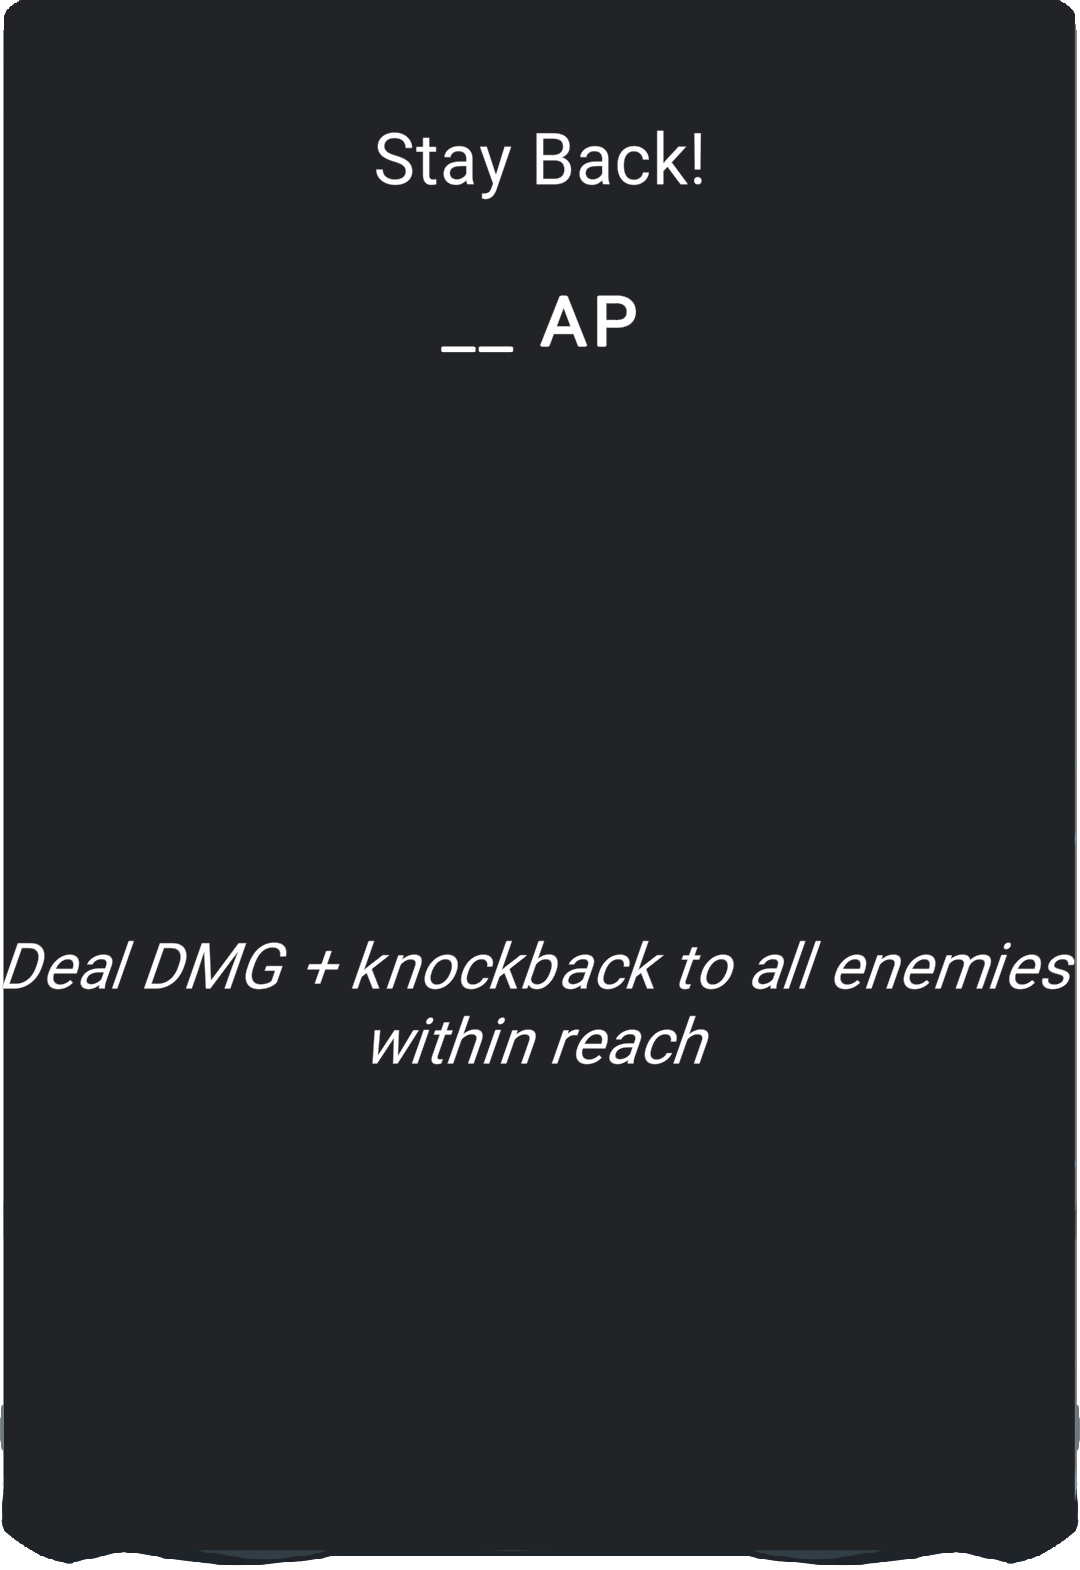 Stay Back!
__ AP
Deal DMG + knockback to all enemies
within reach